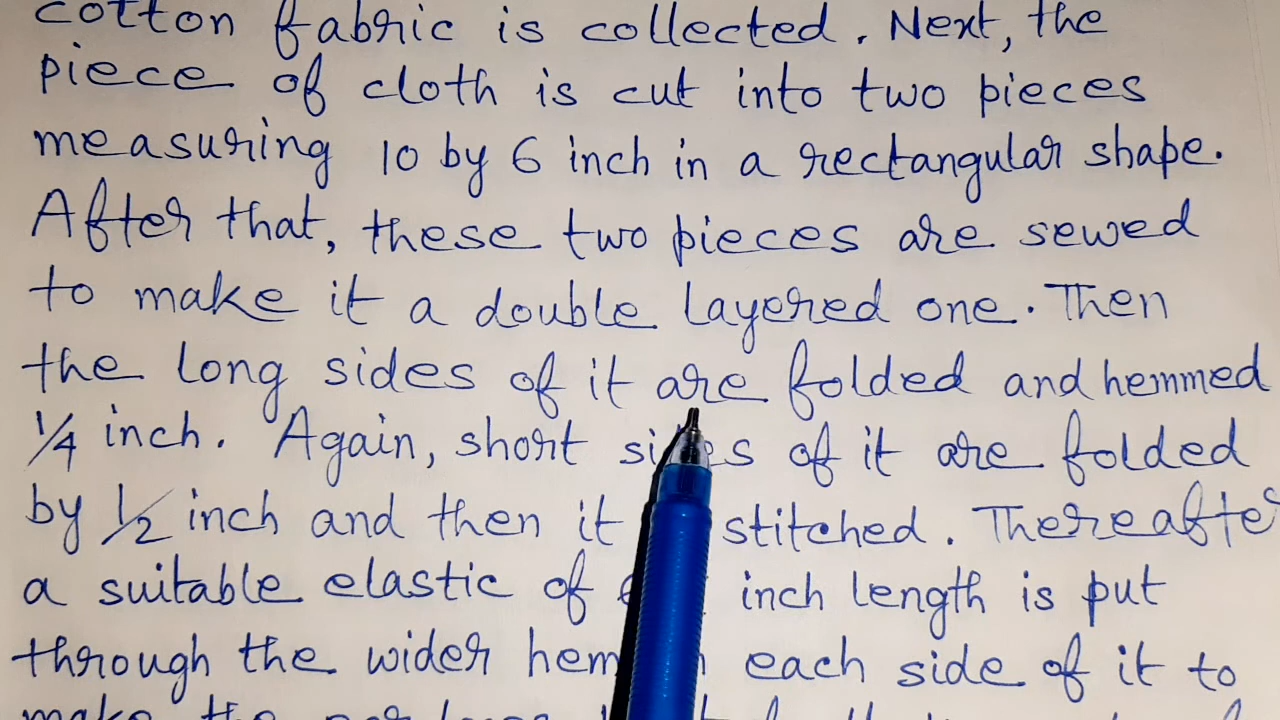 cotton fabric is collected. Next, the
piece of cloth is cut into two pieces
measuring 10 by 6 inch in a rectangular shape.
After that, these two pieces are sewed
to make it a double layered one. Then
the long sides of it are folded and hemmed
1/4 inch. Again, short sides of it are folded
by 1/2 inch and then it stitched. Thereafter
a suitable elastic of inch length is put
through the wider hem each side of it to
make the